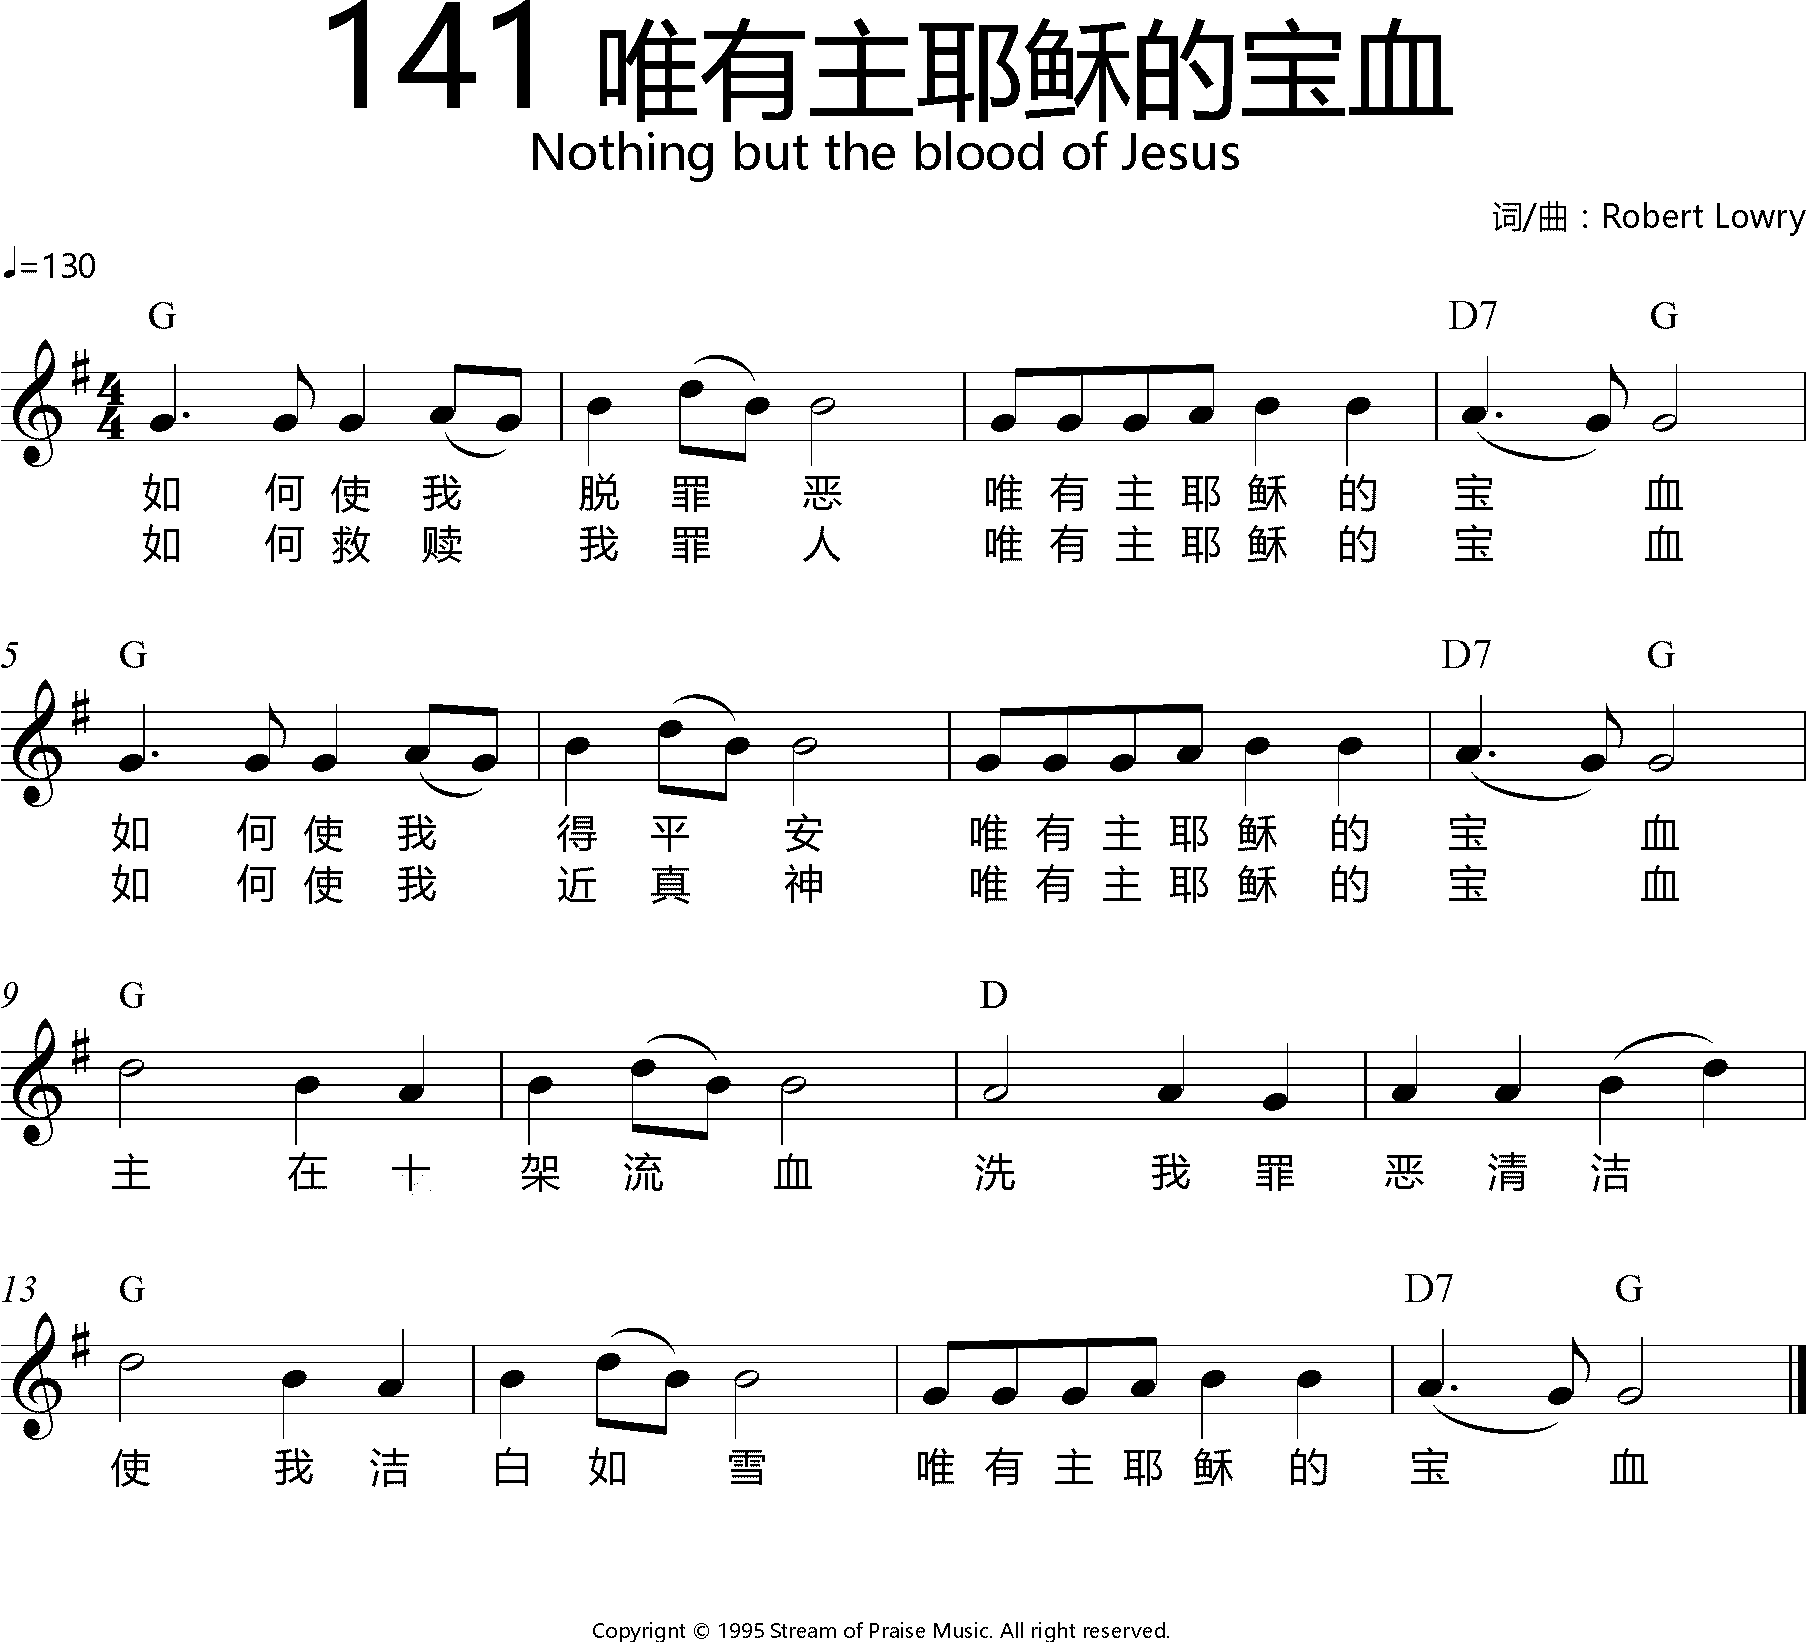 141 唯有主耶稣的宝血
Nothing but the blood of Jesus
词/曲：Robert Lowry
♩=130
G D7 G
如 何 使 我 脱 罪 恶 唯 有 主 耶 稣 的 宝 血
如 何 救 赎 我 罪 人 唯 有 主 耶 稣 的 宝 血
5 G D7 G
如 何 使 我 得 平 安 唯 有 主 耶 稣 的 宝 血
如 何 使 我 近 真 神 唯 有 主 耶 稣 的 宝 血
9 G D
主 在 十 架 流 血 洗 我 罪 恶 清 洁
13 G D7 G
使 我 洁 白 如 雪 唯 有 主 耶 稣 的 宝 血
Copyright © 1995 Stream of Praise Music. All right reserved.